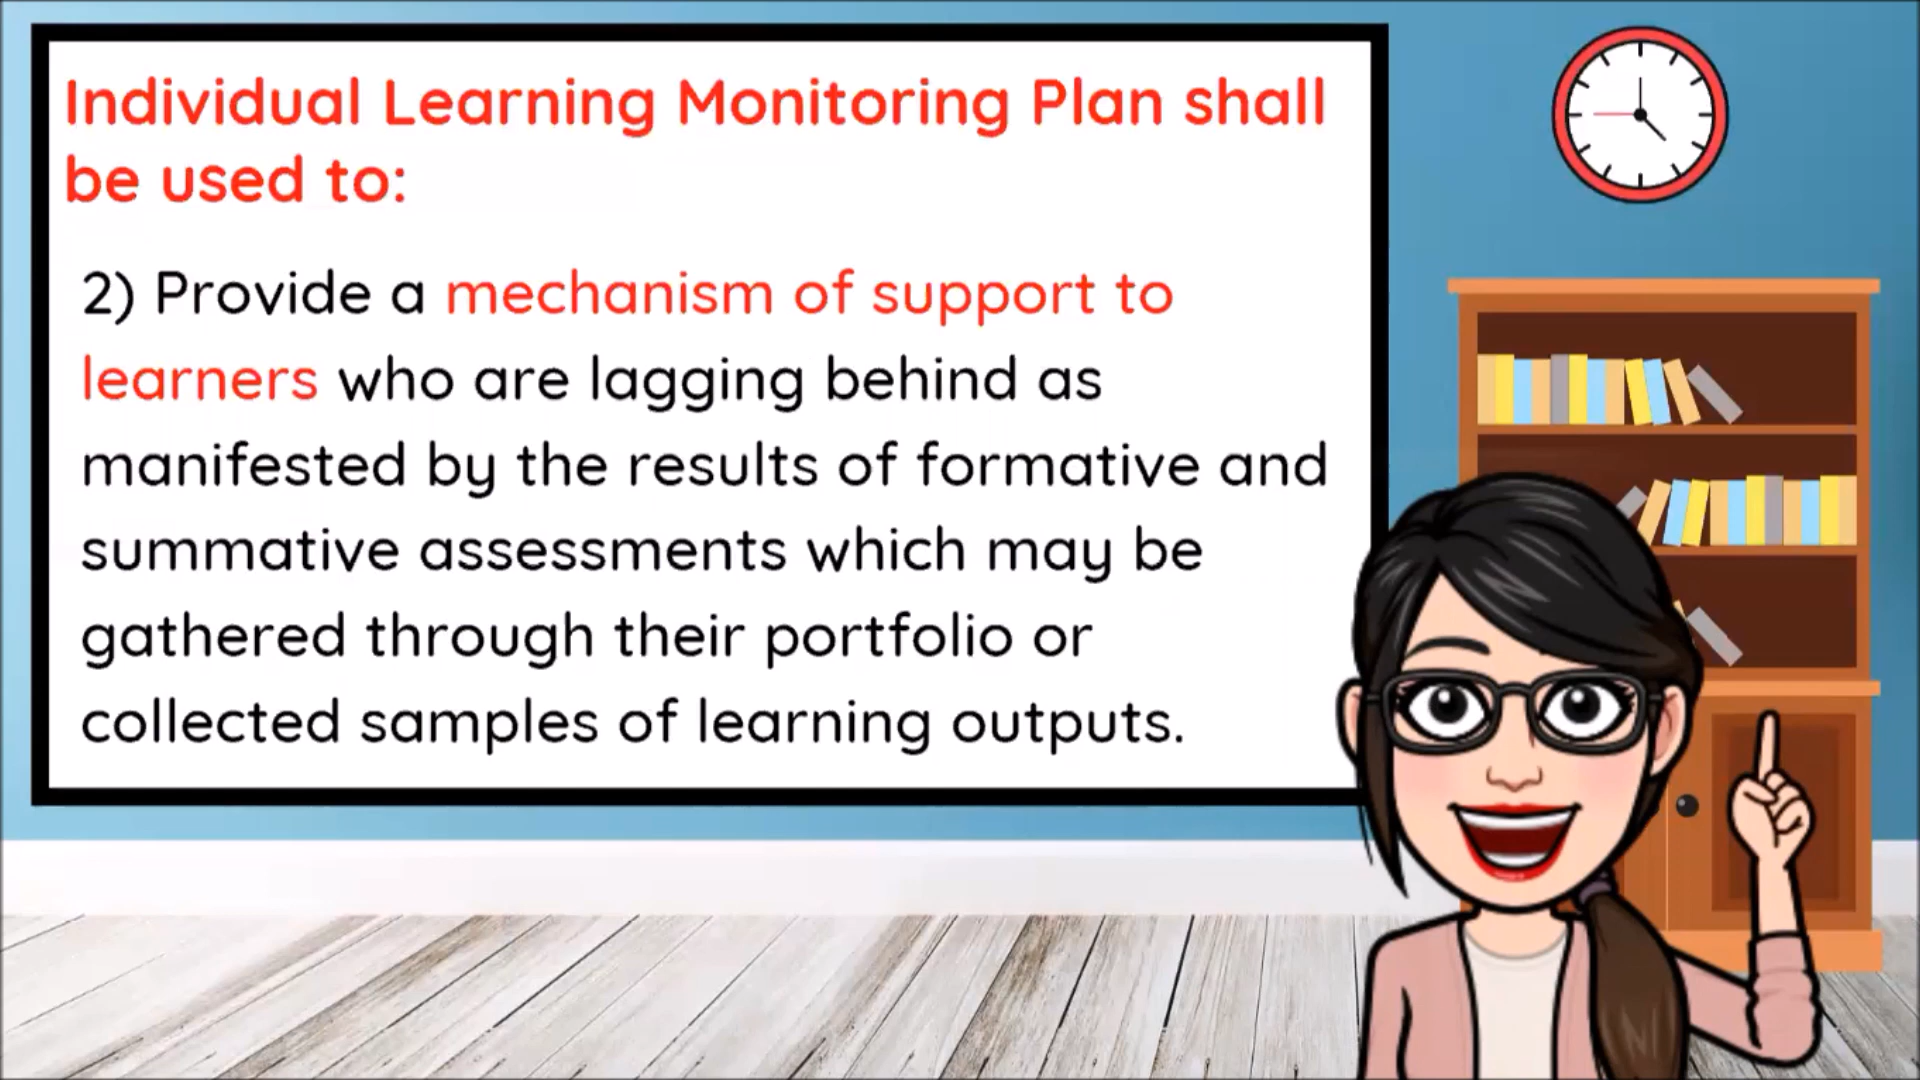 Individual Learning Monitoring Plan shall
be used to:
2) Provide a mechanism of support to
learners who are lagging behind as
manifested by the results of formative and
summative assessments which may be
gathered through their portfolio or
collected samples of learning outputs.